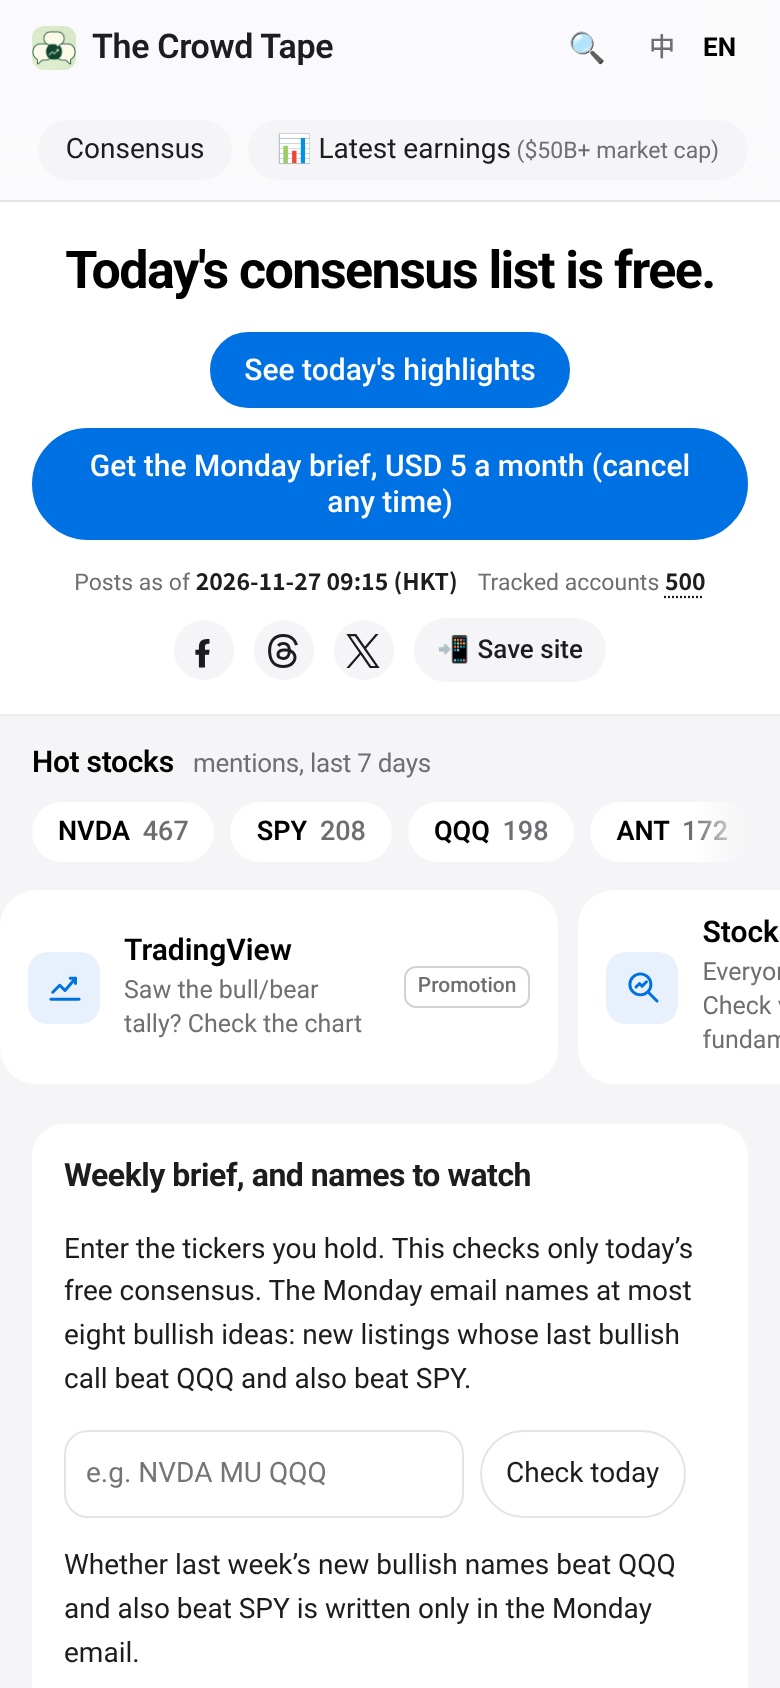 The Crowd Tape
中 EN
Consensus
Latest earnings ($50B+ market cap)
Today's consensus list is free.
See today's highlights
Get the Monday brief, USD 5 a month (cancel
any time)
Posts as of 2026-11-27 09:15 (HKT) Tracked accounts 500
Save site
Hot stocks mentions, last 7 days
NVDA 467
SPY 208
QQQ 198
ANT 172
TradingView
Saw the bull/bear
tally? Check the chart
Promotion
Stock
Check
Weekly brief, and names to watch
Enter the tickers you hold. This checks only today’s
free consensus. The Monday email names at most
eight bullish ideas: new listings whose last bullish
call beat QQQ and also beat SPY.
e.g. NVDA MU QQQ
Check today
Whether last week’s new bullish names beat QQQ
and also beat SPY is written only in the Monday
email.